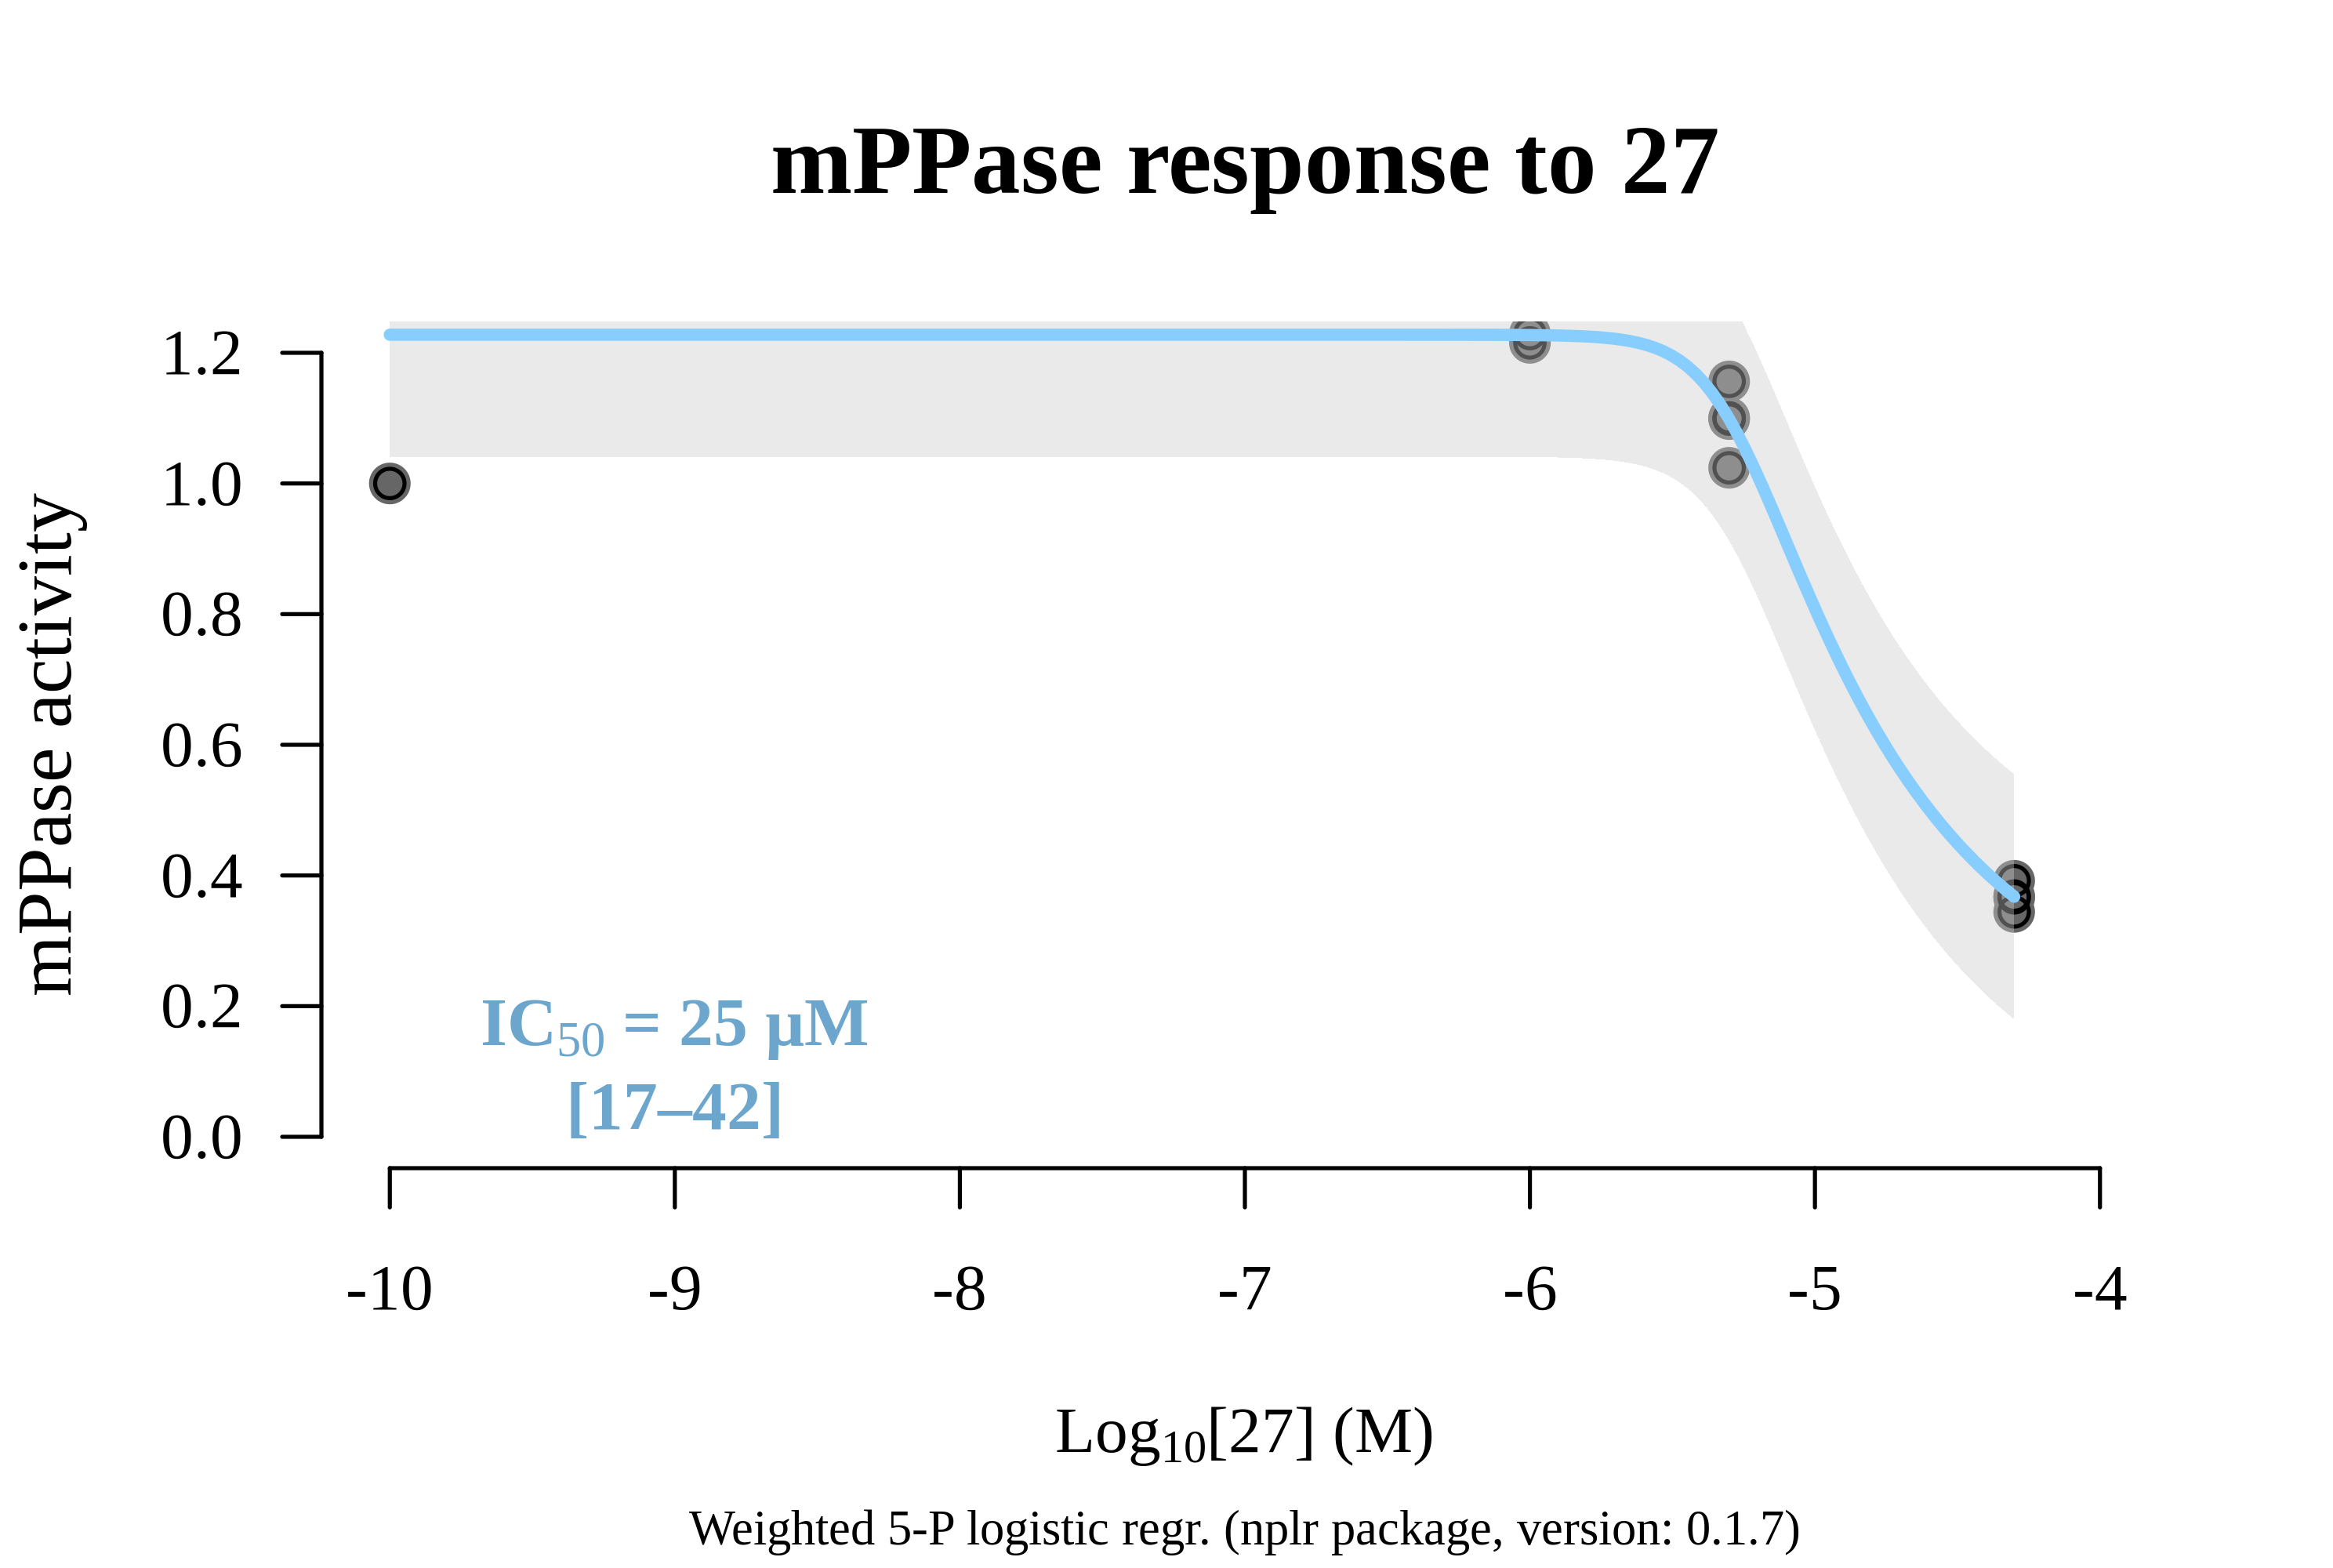 mPPase response to 27
mPPase activity
1.2
1.0
0.8
0.6
0.4
0.2
0.0
IC50 = 25 µM
[17–42]
-10 -9 -8 -7 -6 -5 -4
Log10[27] (M)
Weighted 5-P logistic regr. (nplr package, version: 0.1.7)